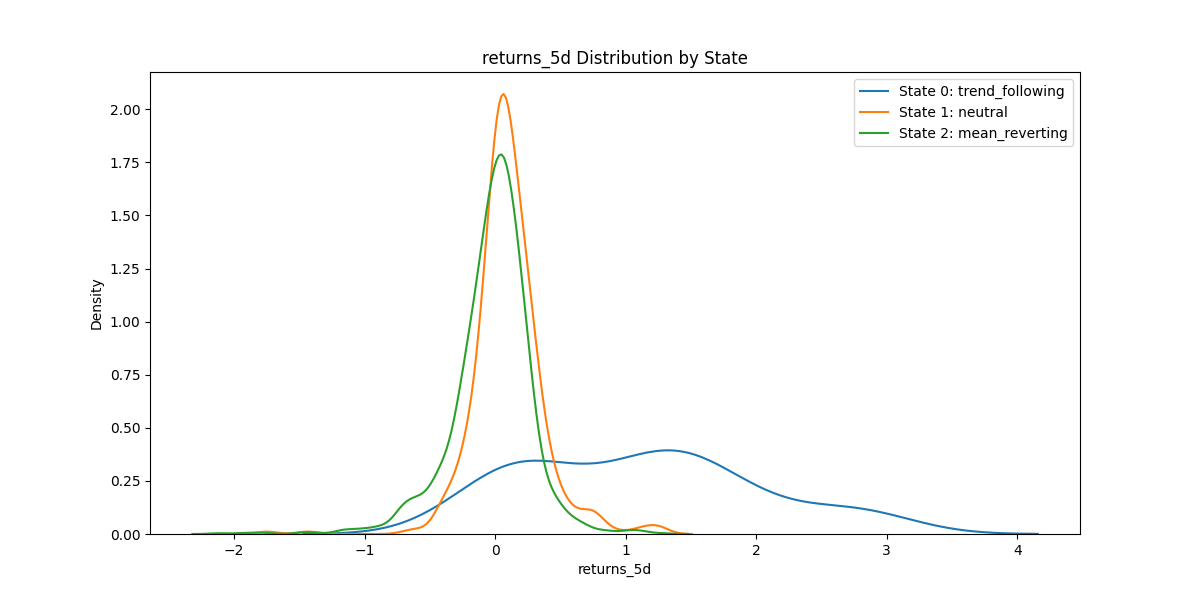 returns_5d Distribution by State
State 0: trend_following
State 1: neutral
State 2: mean_reverting
Density
2.00
1.75
1.50
1.25
1.00
0.75
0.50
0.25
0.00
−2
−1
0
1
2
3
4
returns_5d